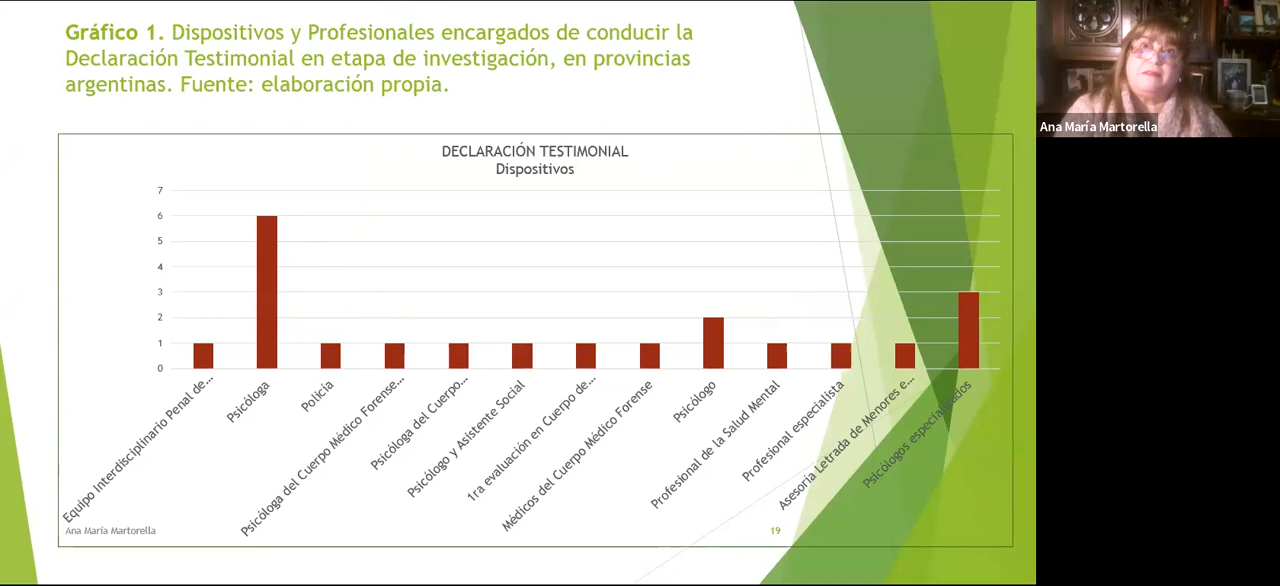 Gráfico 1. Dispositivos y Profesionales encargados de conducir la
Declaración Testimonial en etapa de investigación, en provincias
argentinas. Fuente: elaboración propia.
Ana María Martorella
DECLARACIÓN TESTIMONIAL
Dispositivos
7
6
5
4
3
2
1
0
Equipo Interdisciplinario Penal de...
Psicóloga
Policía
Psicóloga del Cuerpo Médico Forense...
Psicóloga del Cuerpo...
Psicólogo y Asistente Social
1ra evaluación en Cuerpo de...
Médicos del Cuerpo Médico Forense
Psicólogo
Profesional de la Salud Mental
Profesional especialista
Asesoría Letrada de Menores e...
Psicólogos especializados
Ana María Martorella
19